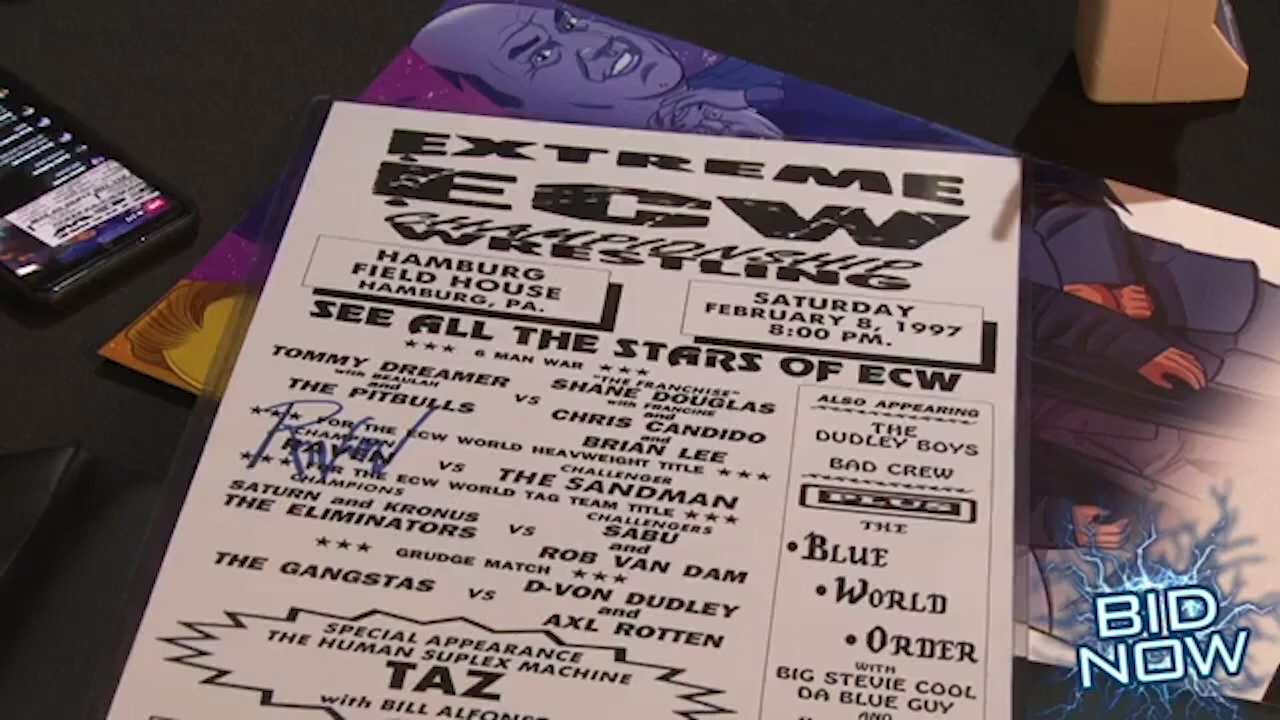 EXTREME
ECW
CHAMPIONSHIP
WRESTLING
HAMBURG
FIELD HOUSE
HAMBURG, PA.
SATURDAY
FEBRUARY 8, 1997
8:00 PM.
SEE ALL THE STARS OF ECW
*** 6 MAN WAR ***
TOMMY DREAMER
with BEAULAH
and
THE PITBULLS
VS
"THE FRANCHISE"
SHANE DOUGLAS
with FRANCINE
and
CHRIS CANDIDO
and
BRIAN LEE
*** FOR THE ECW WORLD HEAVWEIGHT TITLE ***
CHAMPION
RAVEN
VS
CHALLENGER
THE SANDMAN
*** FOR THE ECW WORLD TAG TEAM TITLE ***
CHAMPIONS
SATURN and KRONUS
THE ELIMINATORS
VS
CHALLENGERS
SABU
and
ROB VAN DAM
*** GRUDGE MATCH ***
THE GANGSTAS
VS
D-VON DUDLEY
and
AXL ROTTEN
SPECIAL APPEARANCE
THE HUMAN SUPLEX MACHINE
TAZ
with BILL ALFONSO
ALSO APPEARING
THE
DUDLEY BOYS
BAD CREW
PLUS
THE
•BLUE
•WORLD
•ORDER
WITH
BIG STEVIE COOL
DA BLUE GUY
AND
BID
NOW